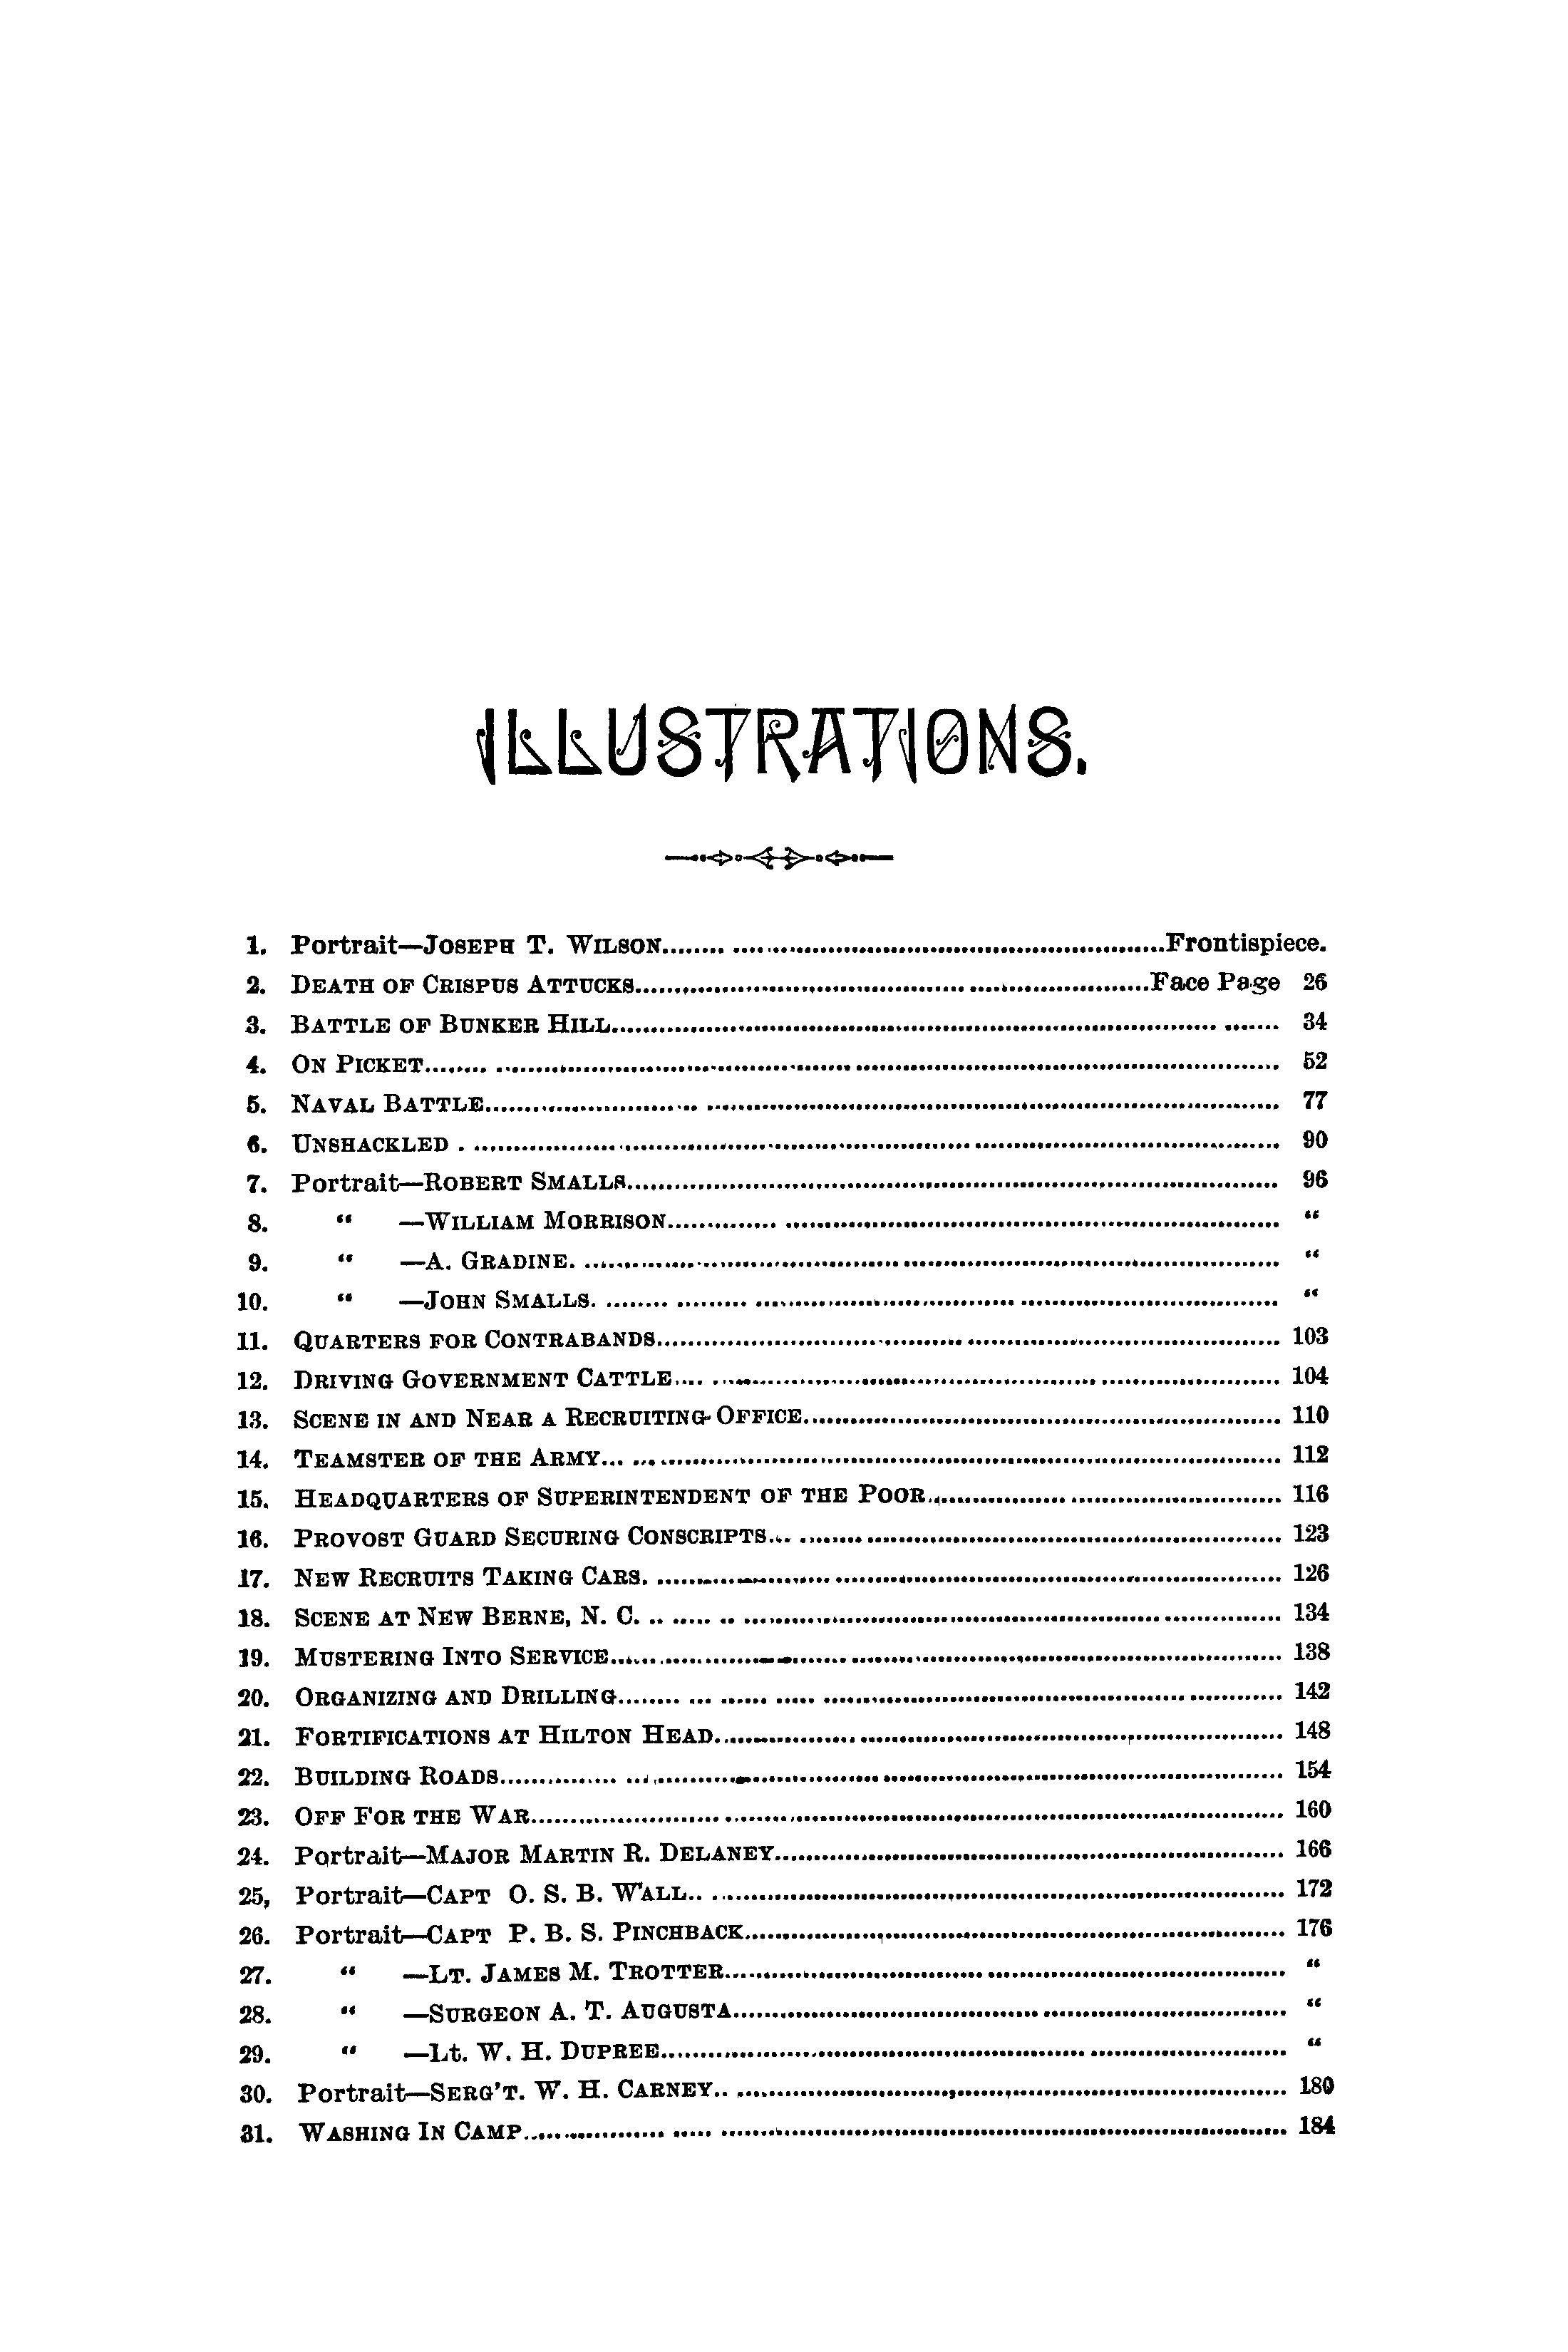 ILLUSTRATIONS.
1. Portrait—Joseph T. Wilson........Frontispiece.
2. Death of Crispus Attucks........Face Page 26
3. Battle of Bunker Hill........ 34
4. On Picket........ 52
5. Naval Battle........ 77
6. Unshackled ........ 90
7. Portrait—Robert Smalls........ 96
8. “ —William Morrison........ “
9. “ —A. Gradine. ........ “
10. “ —John Smalls. ........ “
11. Quarters for Contrabands........ 103
12. Driving Government Cattle........ 104
13. Scene in and Near a Recruiting Office........ 110
14. Teamster of the Army........ 112
15. Headquarters of Superintendent of the Poor........ 116
16. Provost Guard Securing Conscripts........ 123
17. New Recruits Taking Cars. ........ 126
18. Scene at New Berne, N. C. ........ 134
19. Mustering Into Service........ 138
20. Organizing and Drilling........ 142
21. Fortifications at Hilton Head........ 148
22. Building Roads........ 154
23. Off For the War........ 160
24. Portrait—Major Martin R. Delaney........ 166
25, Portrait—Capt O. S. B. Wall........ 172
26. Portrait—Capt P. B. S. Pinchback........ 176
27. “ —Lt. James M. Trotter........ “
28. “ —Surgeon A. T. Augusta........ “
29. “ —Lt. W. H. Dupree........ “
30. Portrait—Serg't. W. H. Carney........ 180
31. Washing In Camp........ 184